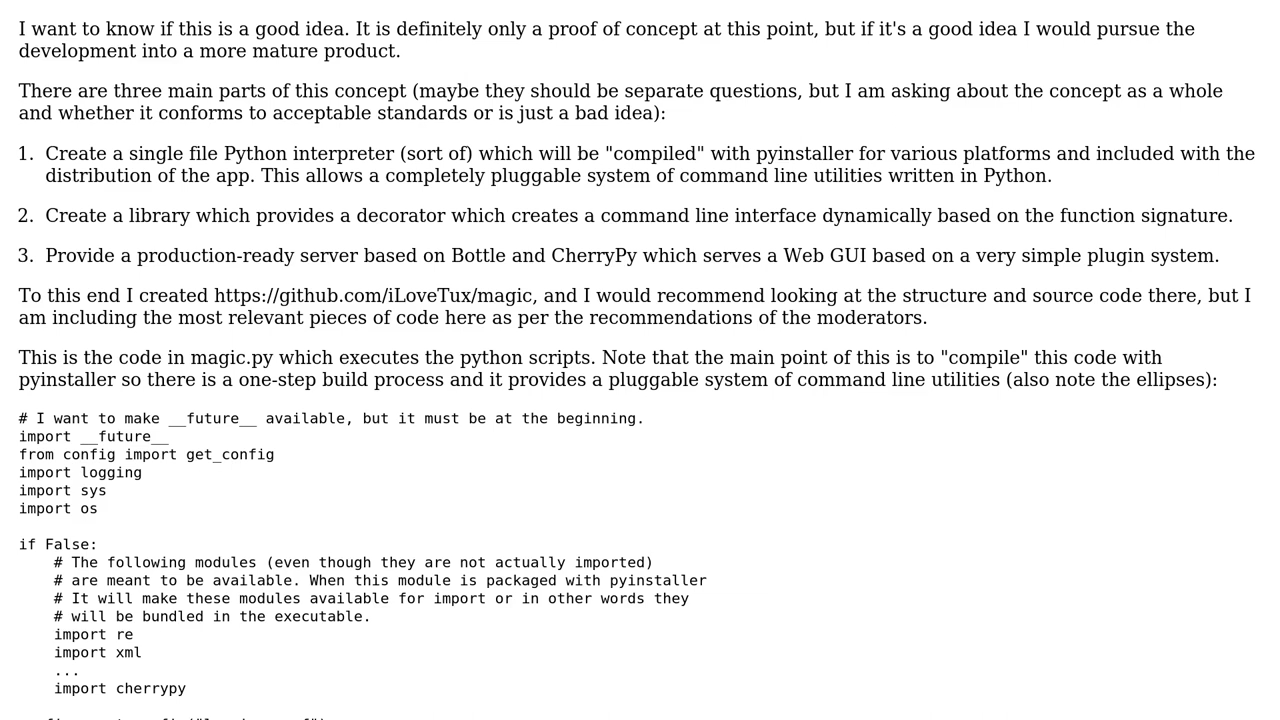 I want to know if this is a good idea. It is definitely only a proof of concept at this point, but if it's a good idea I would pursue the
development into a more mature product.
There are three main parts of this concept (maybe they should be separate questions, but I am asking about the concept as a whole
and whether it conforms to acceptable standards or is just a bad idea):
1. Create a single file Python interpreter (sort of) which will be "compiled" with pyinstaller for various platforms and included with the
distribution of the app. This allows a completely pluggable system of command line utilities written in Python.
2. Create a library which provides a decorator which creates a command line interface dynamically based on the function signature.
3. Provide a production-ready server based on Bottle and CherryPy which serves a Web GUI based on a very simple plugin system.
To this end I created https://github.com/iLoveTux/magic, and I would recommend looking at the structure and source code there, but I
am including the most relevant pieces of code here as per the recommendations of the moderators.
This is the code in magic.py which executes the python scripts. Note that the main point of this is to "compile" this code with
pyinstaller so there is a one-step build process and it provides a pluggable system of command line utilities (also note the ellipses):
# I want to make __future__ available, but it must be at the beginning.
import __future__
from config import get_config
import logging
import sys
import os
if False:
    # The following modules (even though they are not actually imported)
    # are meant to be available. When this module is packaged with pyinstaller
    # It will make these modules available for import or in other words they
    # will be bundled in the executable.
    import re
    import xml
    ...
    import cherrypy